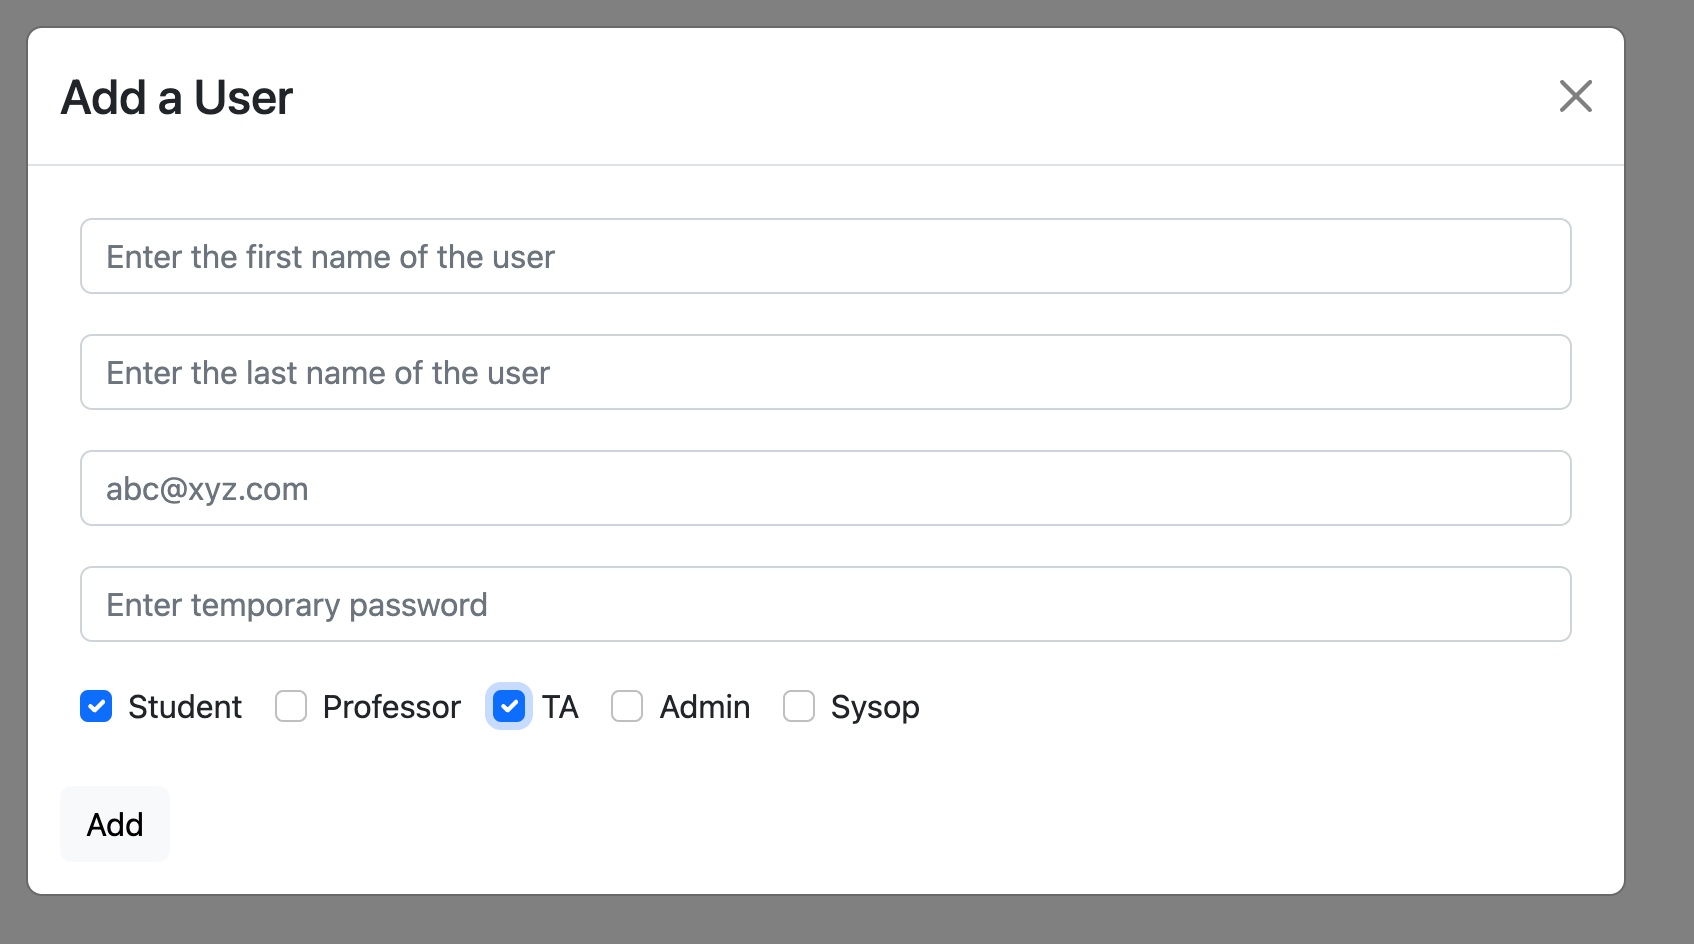 Add a User
Enter the first name of the user
Enter the last name of the user
abc@xyz.com
Enter temporary password
Student Professor TA Admin Sysop
Add